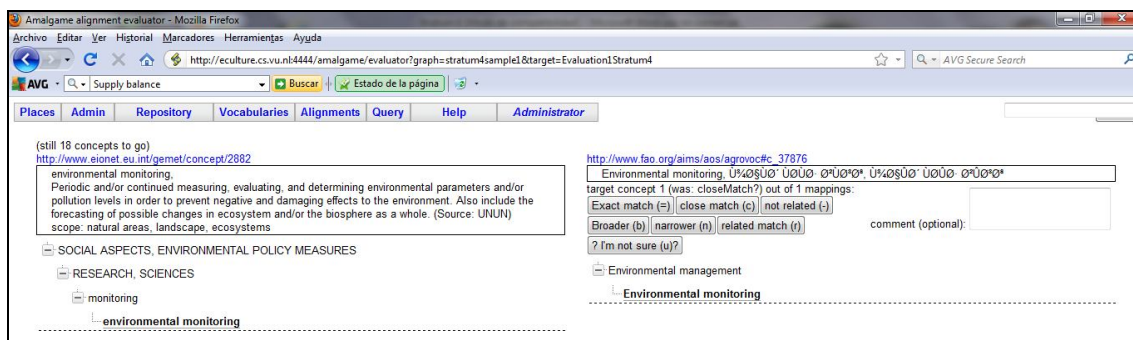 Amalgame alignment evaluator - Mozilla Firefox
Archivo Editar Ver Historial Marcadores Herramientas Ayuda
http://eculture.cs.vu.nl:4444/amalgame/evaluator?graph=stratum4sample1&target=Evaluation1Stratum4
AVG Secure Search
AVG Supply balance Buscar Estado de la página
Places Admin Repository Vocabularies Alignments Query Help Administrator
(still 18 concepts to go)
http://www.eionet.eu.int/gemet/concept/2882
environmental monitoring,
Periodic and/or continued measuring, evaluating, and determining environmental parameters and/or
pollution levels in order to prevent negative and damaging effects to the environment. Also include the
forecasting of possible changes in ecosystem and/or the biosphere as a whole. (Source: UNUN)
scope: natural areas, landscape, ecosystems
SOCIAL ASPECTS, ENVIRONMENTAL POLICY MEASURES
RESEARCH, SCIENCES
monitoring
environmental monitoring
http://www.fao.org/aims/aos/agrovoc#c_37876
Environmental monitoring,
target concept 1 (was: closeMatch?) out of 1 mappings:
Exact match (=) close match (c) not related (-)
Broader (b) narrower (n) related match (r)
comment (optional):
? I'm not sure (u)?
Environmental management
Environmental monitoring